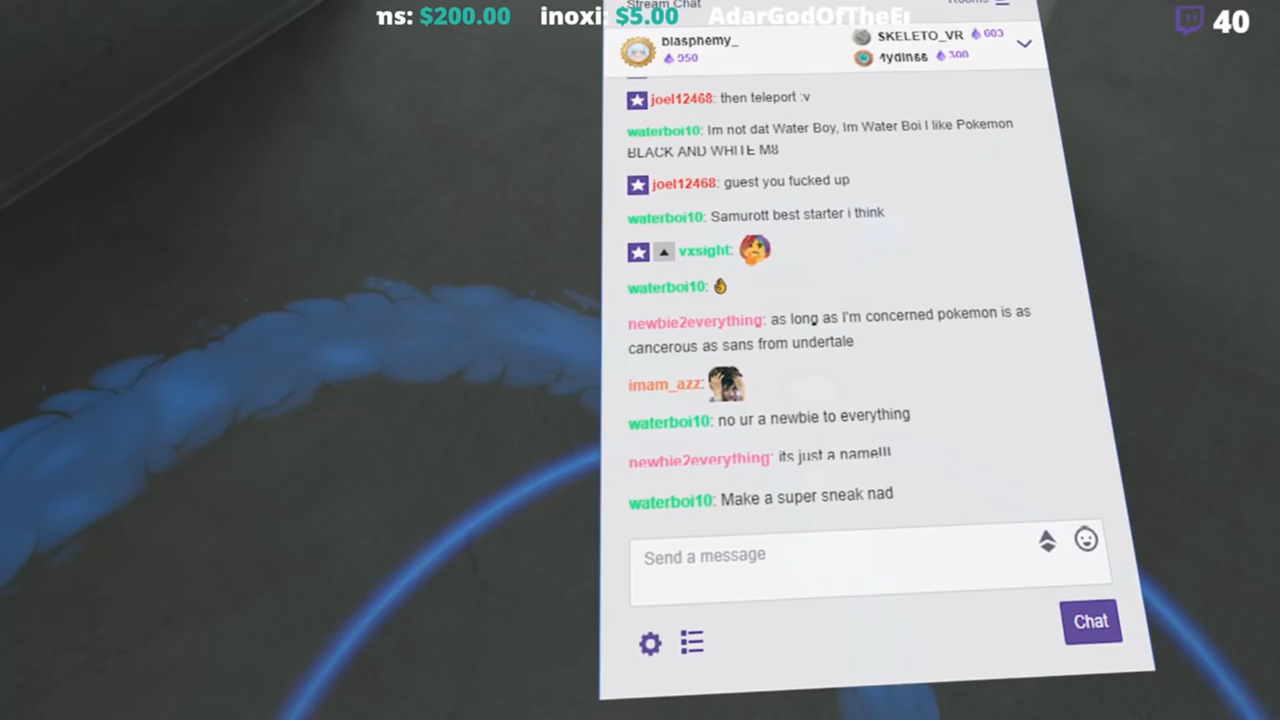 ns: $200.00 inoxi: $5.00 AdarGodOfTheE
40
Stream Chat
Rooms
blasphemy_
950
SKELETO_VR 603
300
joel12468: then teleport :v
waterboi10: Im not dat Water Boy, Im Water Boi I like Pokemon
BLACK AND WHITE M8
joel12468: guest you fucked up
waterboi10: Samurott best starter i think
vxsight:
waterboi10:
newbie2everything: as long as I'm concerned pokemon is as
cancerous as sans from undertale
imam_azz:
waterboi10: no ur a newbie to everything
newbie2everything: its just a name!!!
waterboi10: Make a super sneak nad
Send a message
Chat